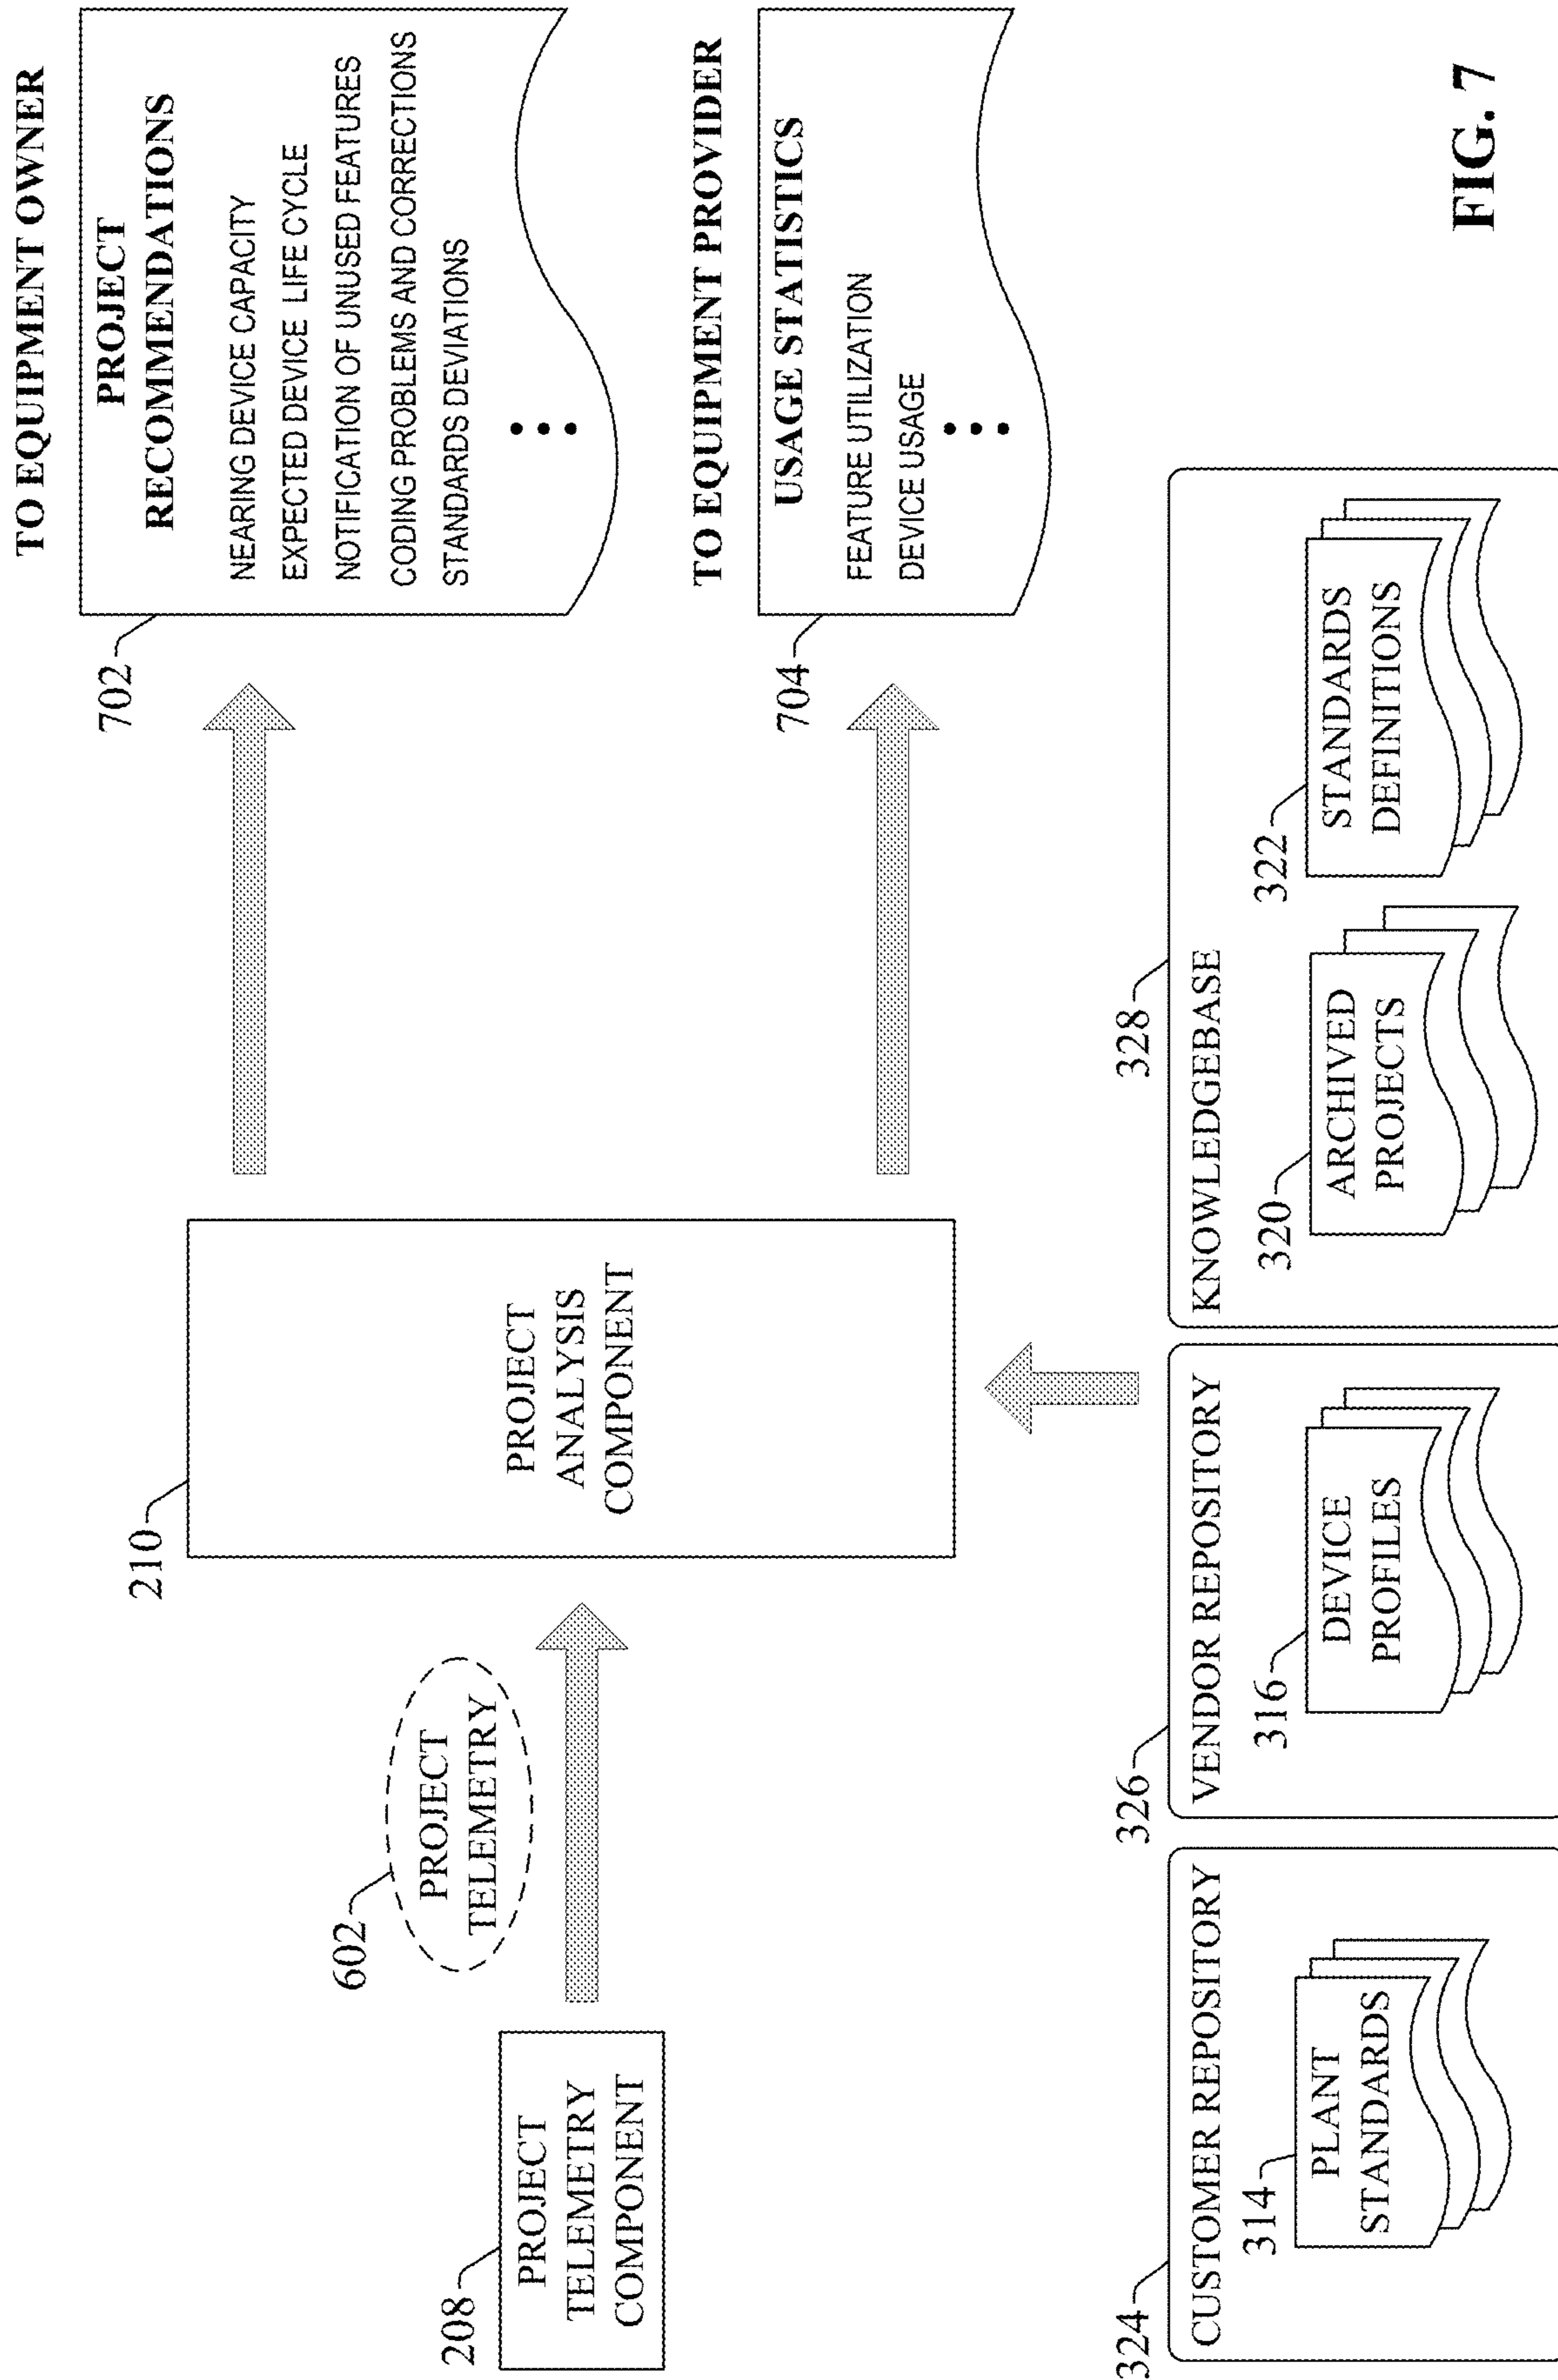 TO EQUIPMENT OWNER
702
PROJECT
RECOMMENDATIONS
NEARING DEVICE CAPACITY
EXPECTED DEVICE LIFE CYCLE
NOTIFICATION OF UNUSED FEATURES
CODING PROBLEMS AND CORRECTIONS
STANDARDS DEVIATIONS
210
PROJECT
ANALYSIS
COMPONENT
602
PROJECT
TELEMETRY
208
PROJECT
TELEMETRY
COMPONENT
TO EQUIPMENT PROVIDER
704
USAGE STATISTICS
FEATURE UTILIZATION
DEVICE USAGE
324
CUSTOMER REPOSITORY
314
PLANT
STANDARDS
326
VENDOR REPOSITORY
316
DEVICE
PROFILES
328
KNOWLEDGEBASE
320
ARCHIVED
PROJECTS
322
STANDARDS
DEFINITIONS
FIG. 7